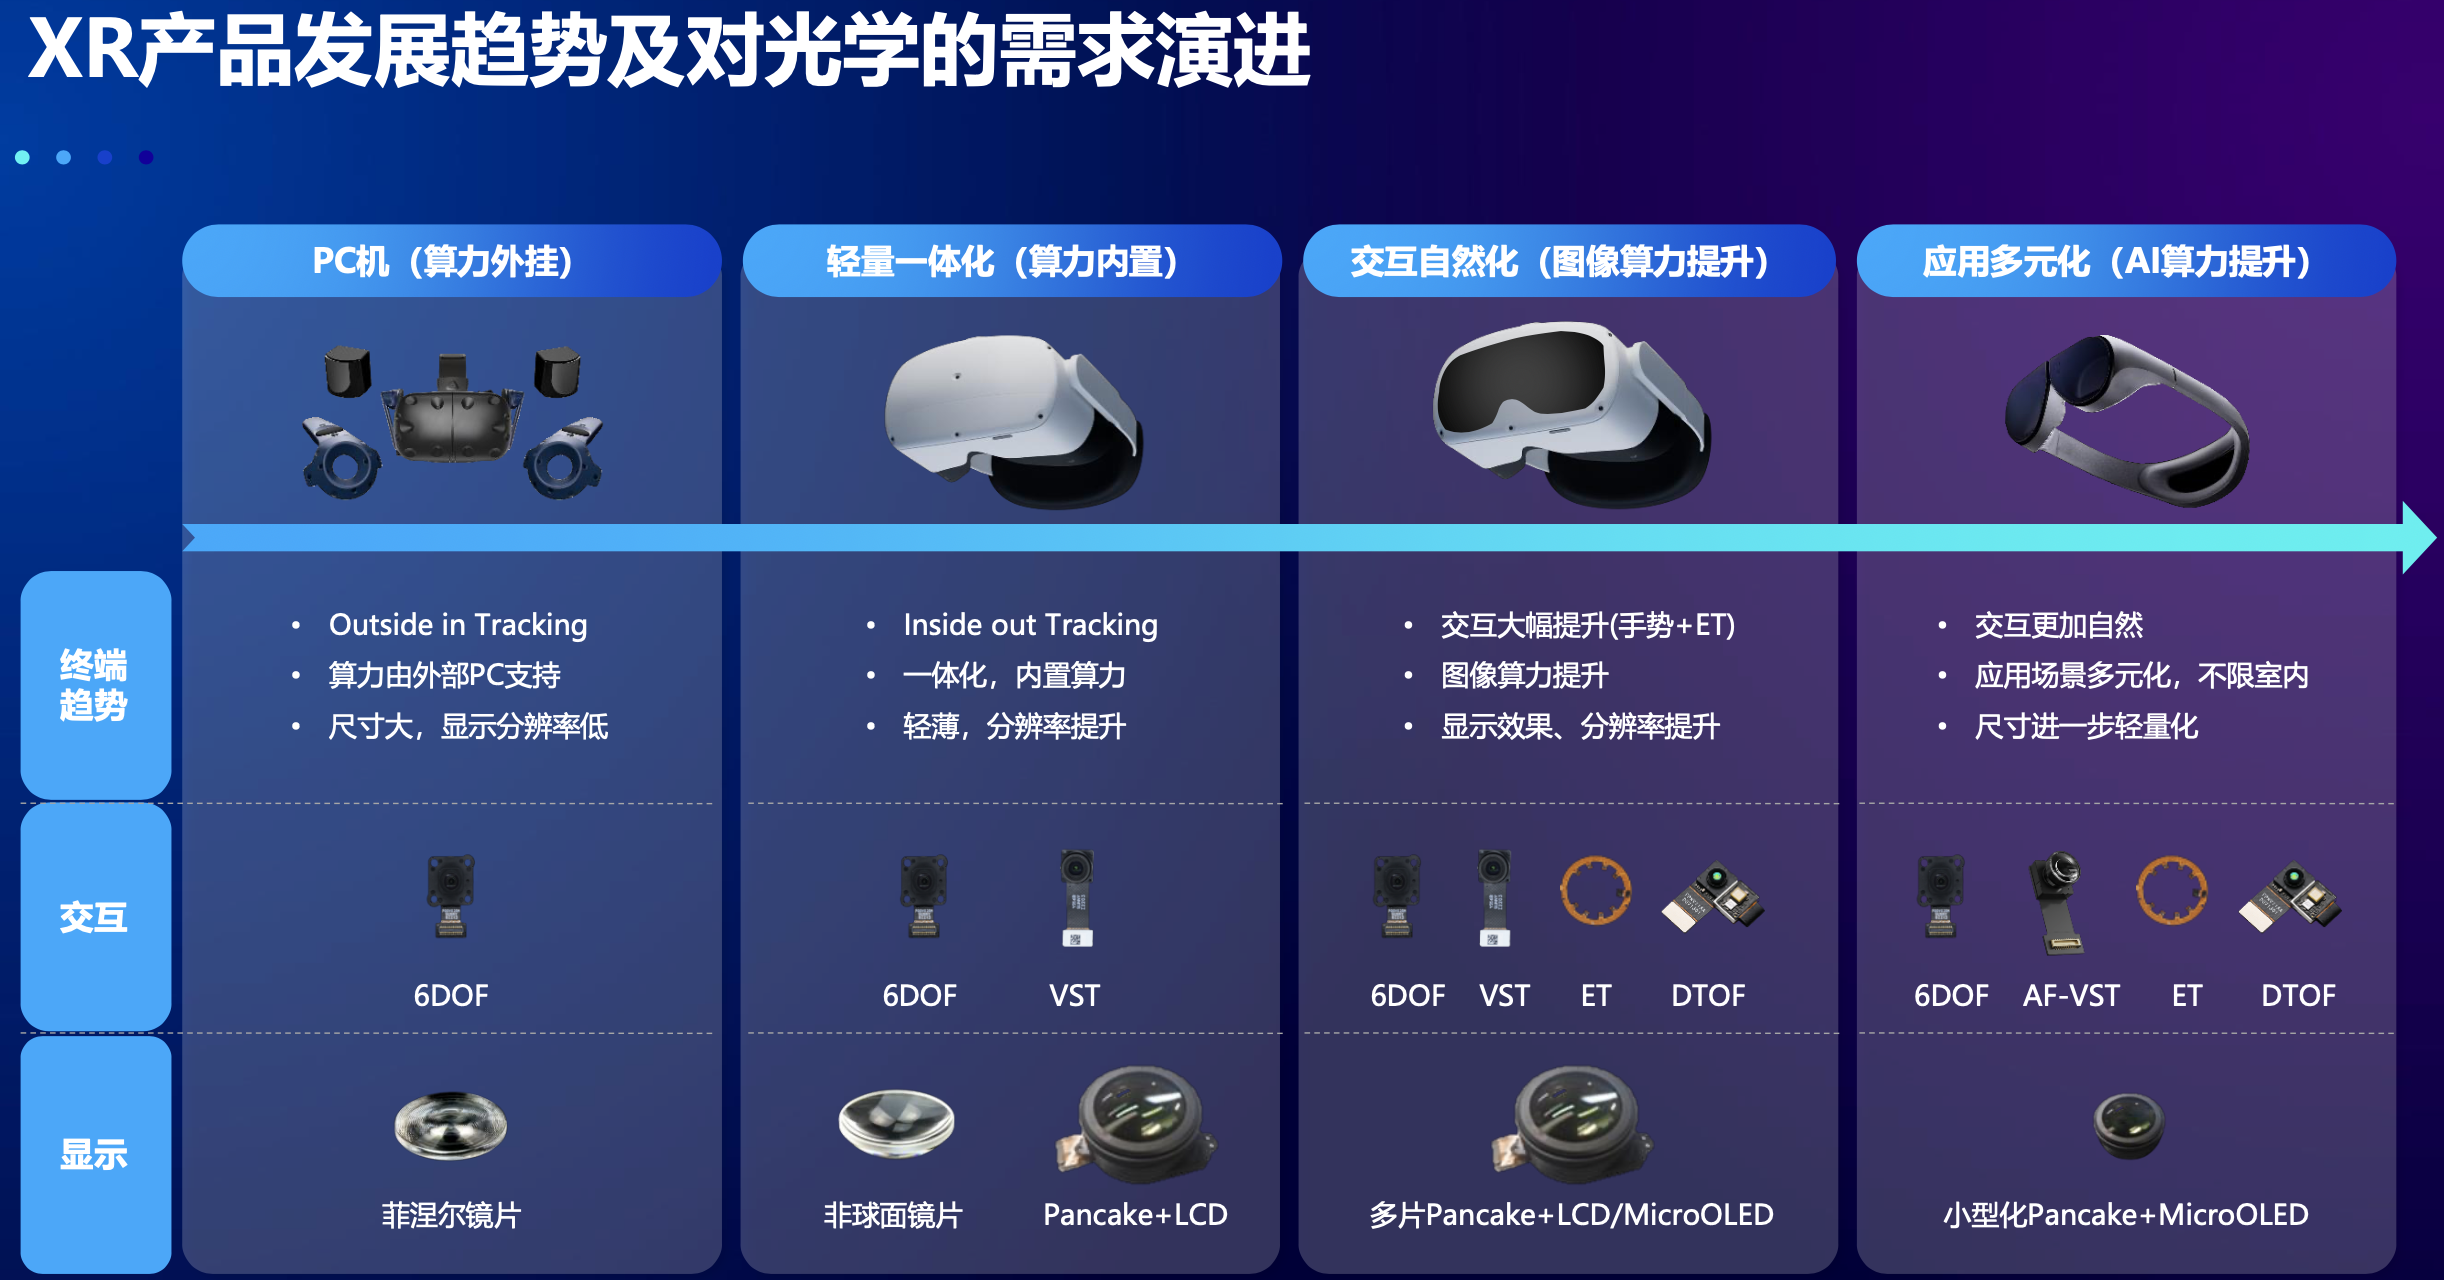 XR产品发展趋势及对光学的需求演进
PC机（算力外挂）
轻量一体化（算力内置）
交互自然化（图像算力提升）
应用多元化（AI算力提升）
终端
趋势
• Outside in Tracking
• 算力由外部PC支持
• 尺寸大，显示分辨率低
• Inside out Tracking
• 一体化，内置算力
• 轻薄，分辨率提升
• 交互大幅提升(手势+ET)
• 图像算力提升
• 显示效果、分辨率提升
• 交互更加自然
• 应用场景多元化，不限室内
• 尺寸进一步轻量化
交互
6DOF
6DOF
VST
6DOF
VST
ET
DTOF
6DOF
AF-VST
ET
DTOF
显示
菲涅尔镜片
非球面镜片
Pancake+LCD
多片Pancake+LCD/MicroOLED
小型化Pancake+MicroOLED